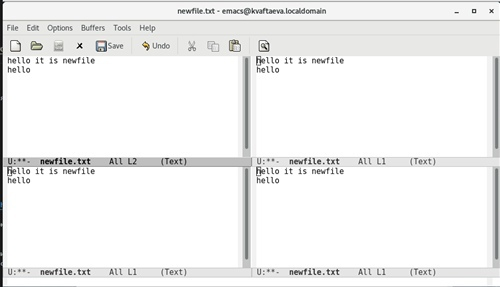 newfile.txt - emacs@kvaftaeva.localdomain
File Edit Options Buffers Tools Text Help
Save Undo
hello it is newfile
hello
U:**- newfile.txt All L2 (Text)
hello it is newfile
hello
U:**- newfile.txt All L1 (Text)
hello it is newfile
hello
U:**- newfile.txt All L1 (Text)
hello it is newfile
hello
U:**- newfile.txt All L1 (Text)